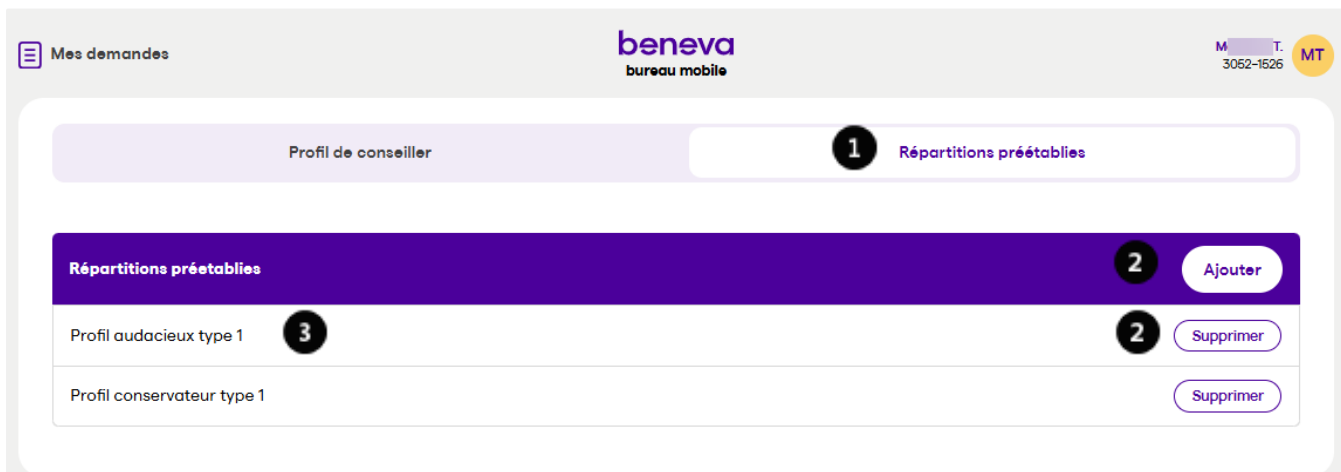 Mes demandes
beneva
bureau mobile
M T.
3052-1526
MT
Profil de conseiller
1 Répartitions préétablies
Répartitions préetablies
2 Ajouter
Profil audacieux type 1
3
2 Supprimer
Profil conservateur type 1
Supprimer